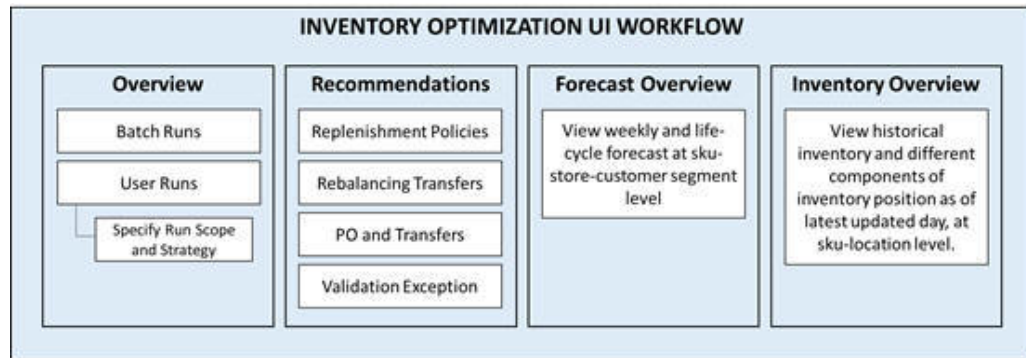 INVENTORY OPTIMIZATION UI WORKFLOW
Overview
Batch Runs
User Runs
Specify Run Scope
and Strategy
Recommendations
Replenishment Policies
Rebalancing Transfers
PO and Transfers
Validation Exception
Forecast Overview
View weekly and life-
cycle forecast at sku-
store-customer segment
level
Inventory Overview
View historical
inventory and different
components of
inventory position as of
latest updated day, at
sku-location level.